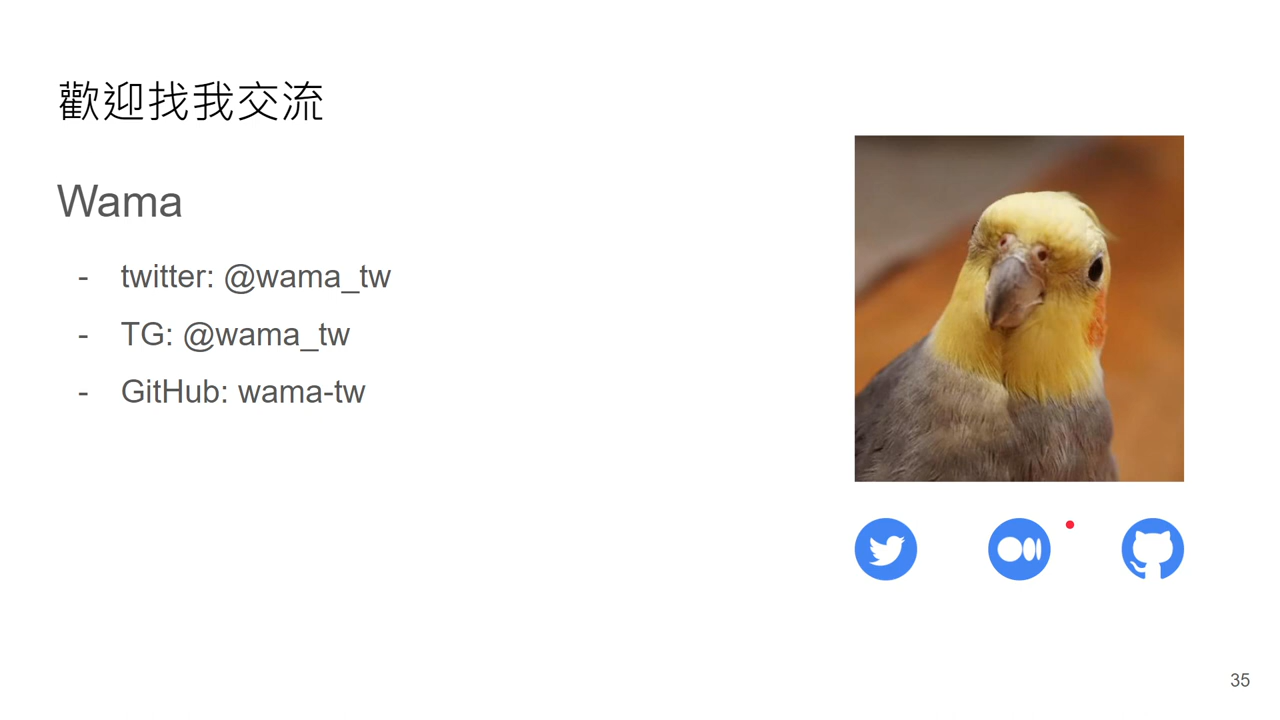 歡迎找我交流
Wama
- twitter: @wama_tw
- TG: @wama_tw
- GitHub: wama-tw
35